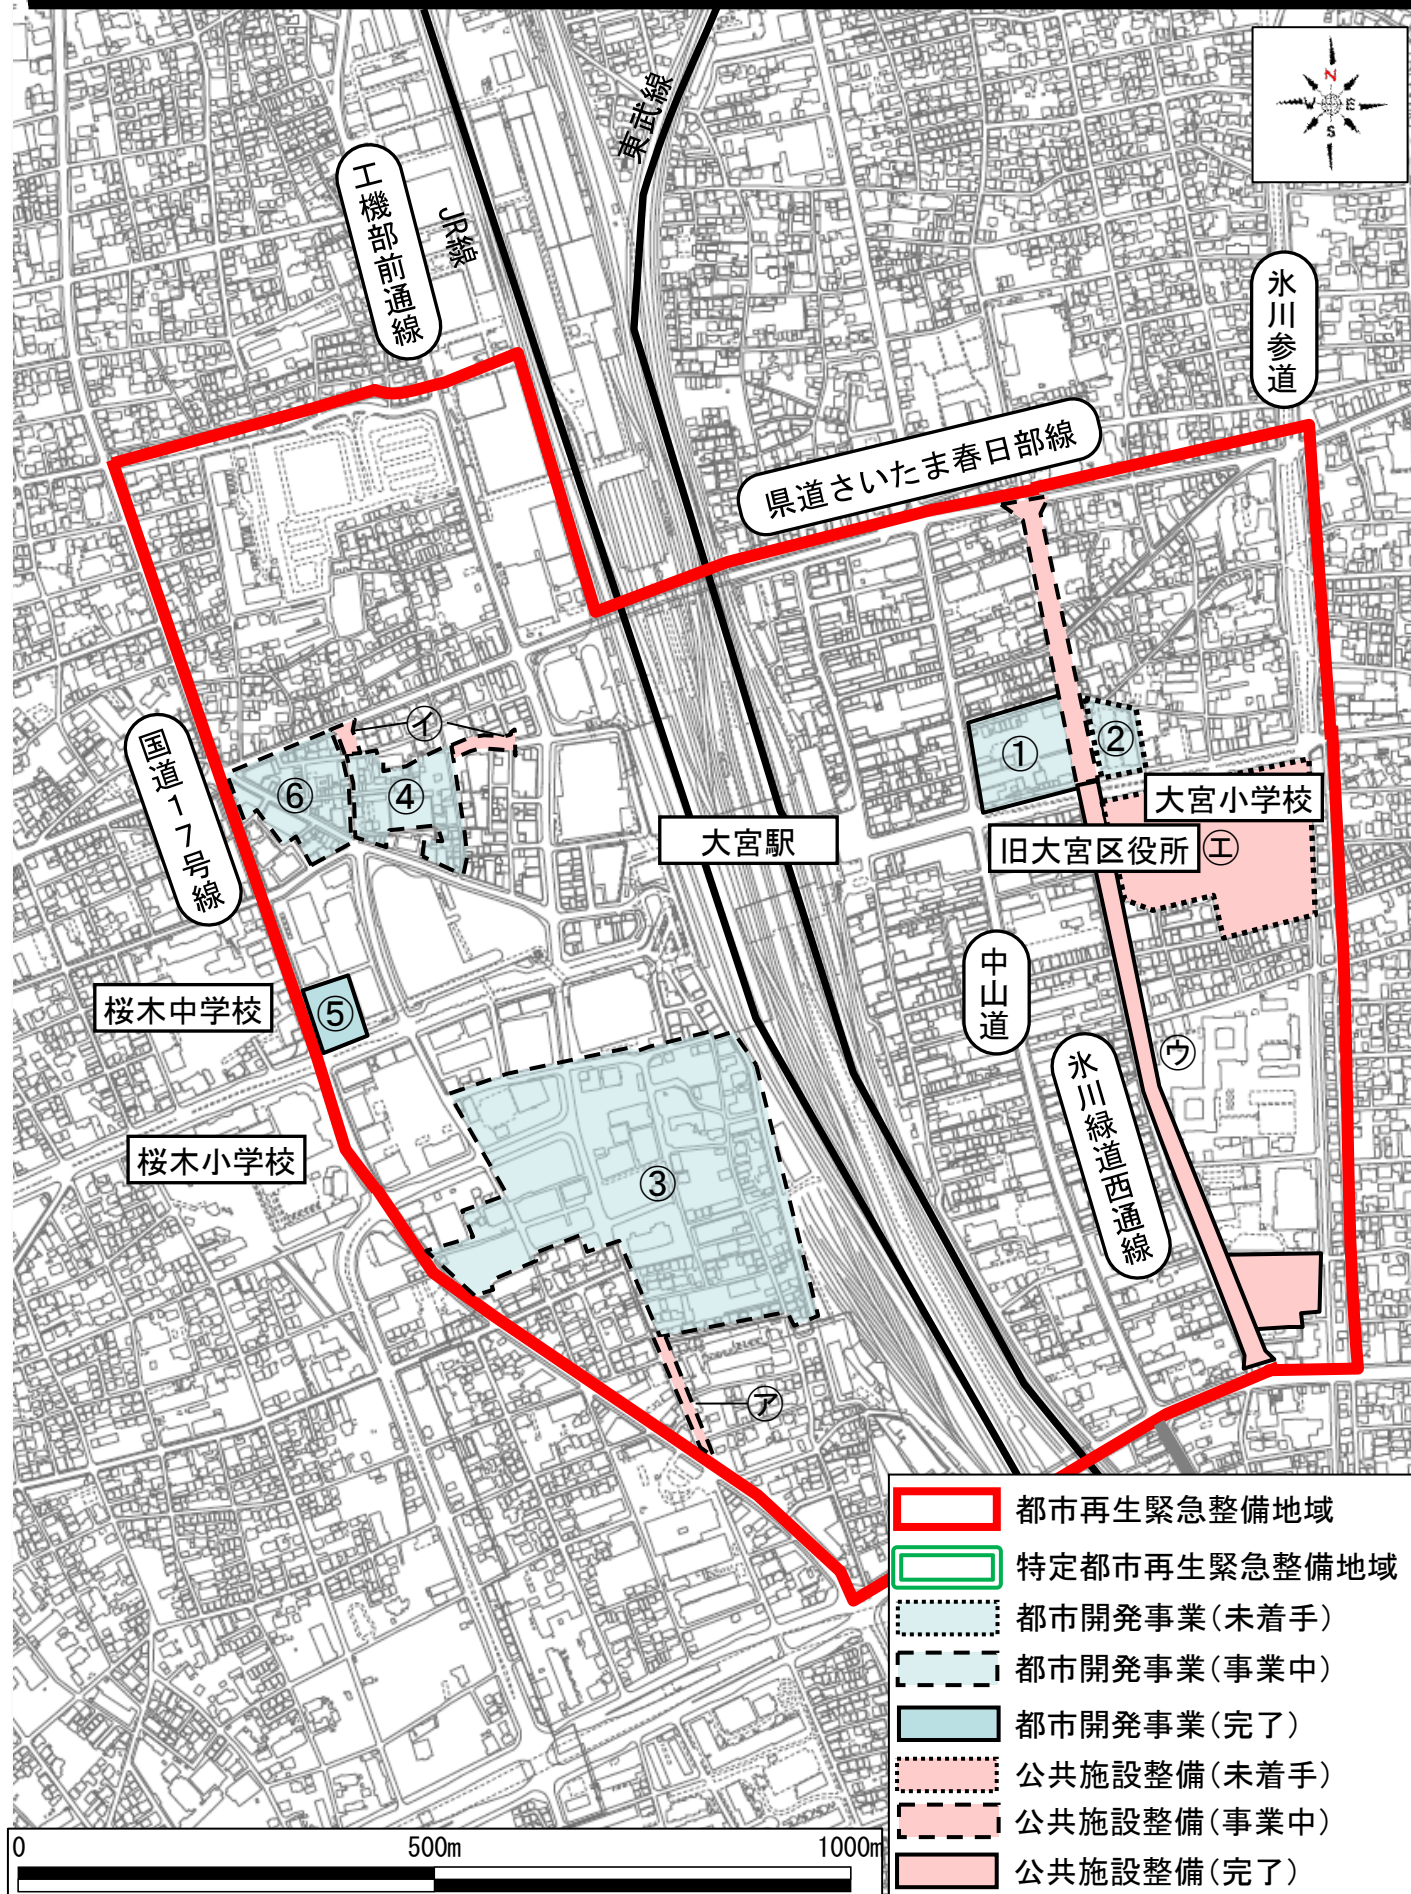 N
W E
S
東武線
JR線
工機部前通線
氷川参道
県道さいたま春日部線
国道17号線
㋑
⑥
④
①
②
大宮小学校
大宮駅
旧大宮区役所
㋓
中山道
桜木中学校
⑤
㋒
氷川緑道西通線
桜木小学校
③
㋐
都市再生緊急整備地域
特定都市再生緊急整備地域
都市開発事業(未着手)
都市開発事業(事業中)
都市開発事業(完了)
公共施設整備(未着手)
公共施設整備(事業中)
公共施設整備(完了)
0 500m 1000m